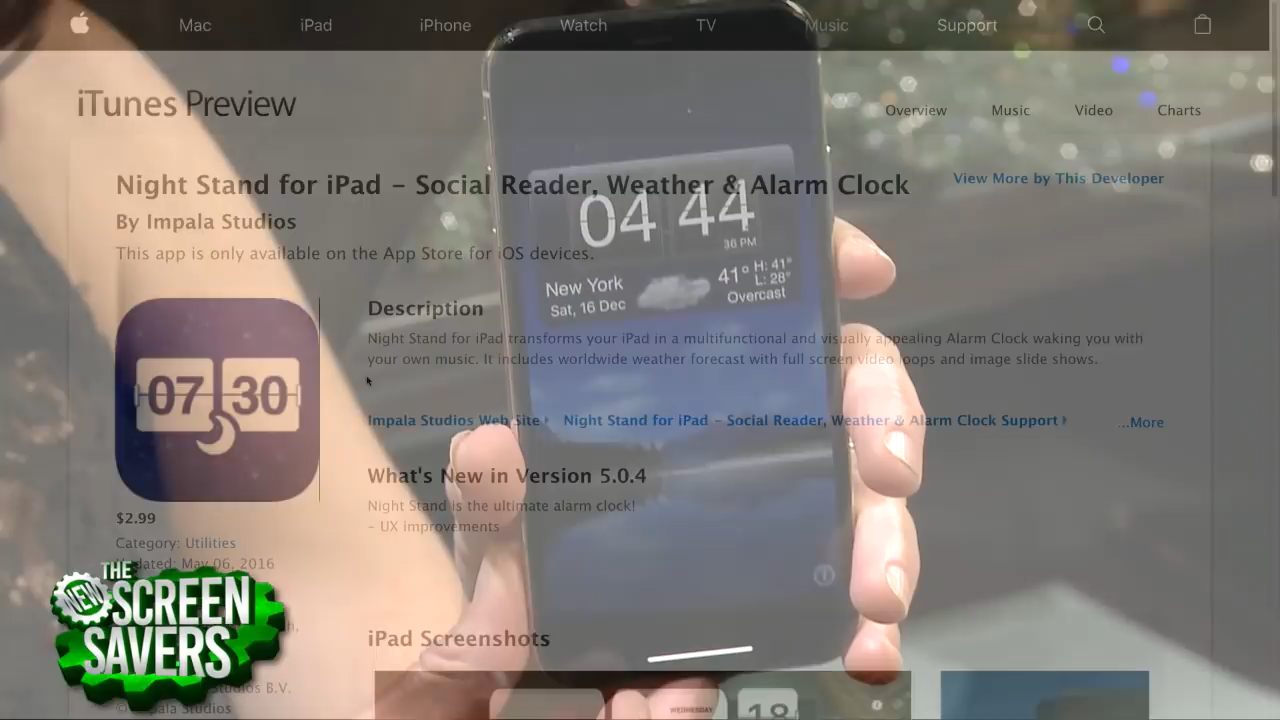 Mac iPad iPhone Watch TV Music Support
iTunes Preview
Overview Music Video Charts
Night Stand for iPad - Social Reader, Weather & Alarm Clock
View More by This Developer
By Impala Studios
This app is only available on the App Store for iOS devices.
04 44
36 PM
New York
Sat, 16 Dec
41° H: 41°
L: 28°
Overcast
Description
Night Stand for iPad transforms your iPad in a multifunctional and visually appealing Alarm Clock waking you with
your own music. It includes worldwide weather forecast with full screen video loops and image slide shows.
07 30
Impala Studios Web Site
Night Stand for iPad - Social Reader, Weather & Alarm Clock Support
...More
What's New in Version 5.0.4
Night Stand is the ultimate alarm clock!
- UX improvements
$2.99
Category: Utilities
Updated: May 06, 2016
THE
NEW
SCREEN
SAVERS
iPad Screenshots
Studios B.V.
© Impala Studios
WEDNESDAY
18